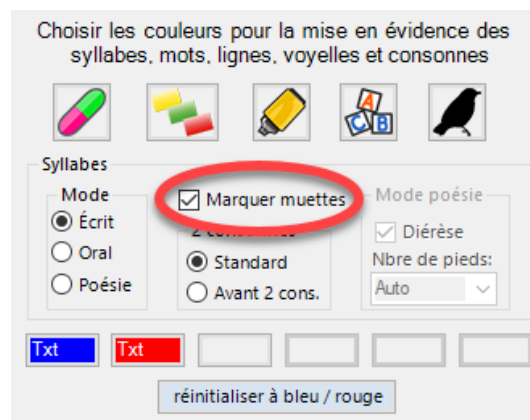 Choisir les couleurs pour la mise en évidence des
syllabes, mots, lignes, voyelles et consonnes
A
C B
Syllabes
Mode
Écrit
Oral
Poésie
Marquer muettes
2 consonnes
Standard
Avant 2 cons.
Mode poésie
Diérèse
Nbre de pieds:
Auto
Txt
Txt
réinitialiser à bleu / rouge